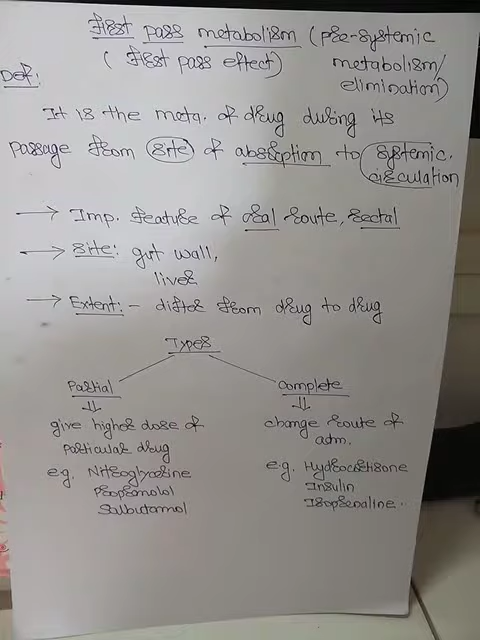 First pass metabolism (pre-systemic
( First pass effect) metabolism/
elimination)
Def:
It is the meta. of drug during its
passage from site of absorption to systemic.
circulation
→ Imp. feature of oral route, rectal
→ Site: gut wall,
liver
→ Extent: - differ from drug to drug
Types
Partial
⇓
give higher dose of
particular drug
e.g. Nitroglycerine
Propranolol
Salbutamol
Complete
⇓
change route of
adm.
e.g. Hydrocortisone
Insulin
Isoprenaline..